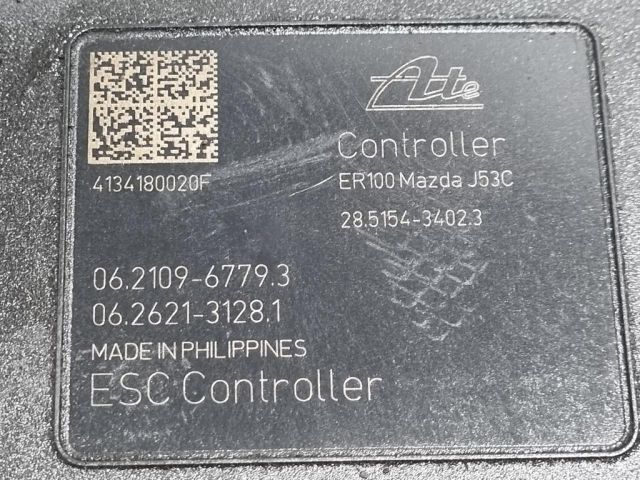 Ate
Controller
4134180020F
ER100 Mazda J53C
28.5154-3402.3
06.2109-6779.3
06.2621-3128.1
MADE IN PHILIPPINES
ESC Controller